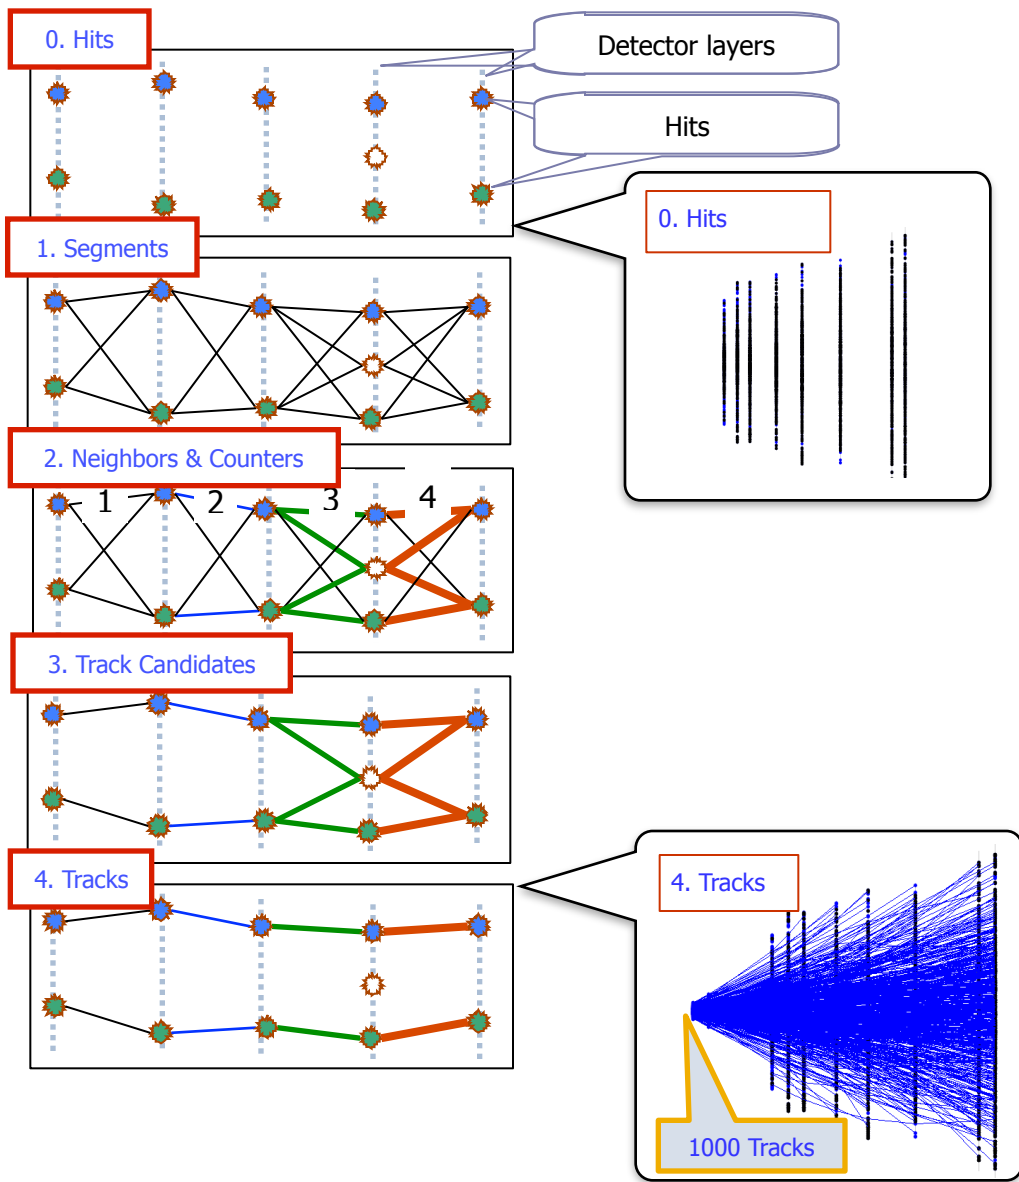 0. Hits
Detector layers
Hits
0. Hits
1. Segments
2. Neighbors & Counters
1 2 3 4
3. Track Candidates
4. Tracks
4. Tracks
1000 Tracks